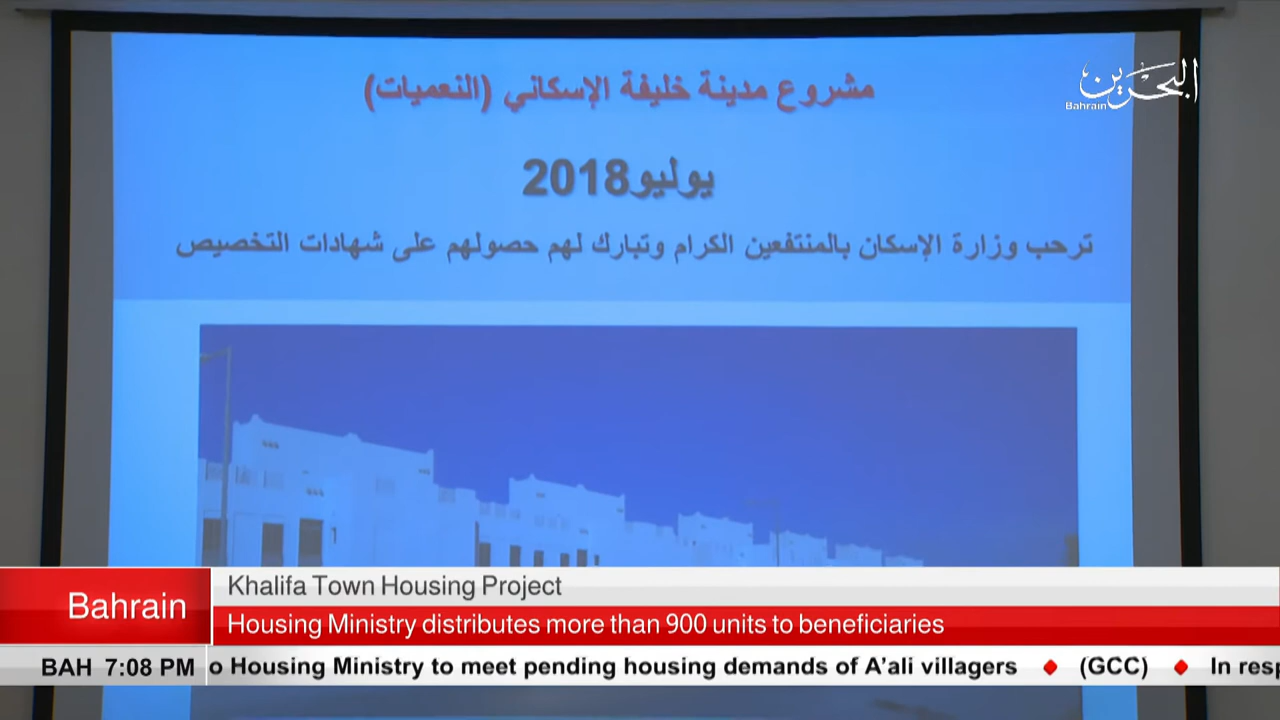 مشروع مدينة خليفة الإسكاني (النعميات)
البحرين
Bahrain
يوليو2018
ترحب وزارة الإسكان بالمنتفعين الكرام وتبارك لهم حصولهم على شهادات التخصيص
Bahrain
Khalifa Town Housing Project
Housing Ministry distributes more than 900 units to beneficiaries
BAH 7:08 PM
o Housing Ministry to meet pending housing demands of A’ali villagers ♦ (GCC) ♦ In resp